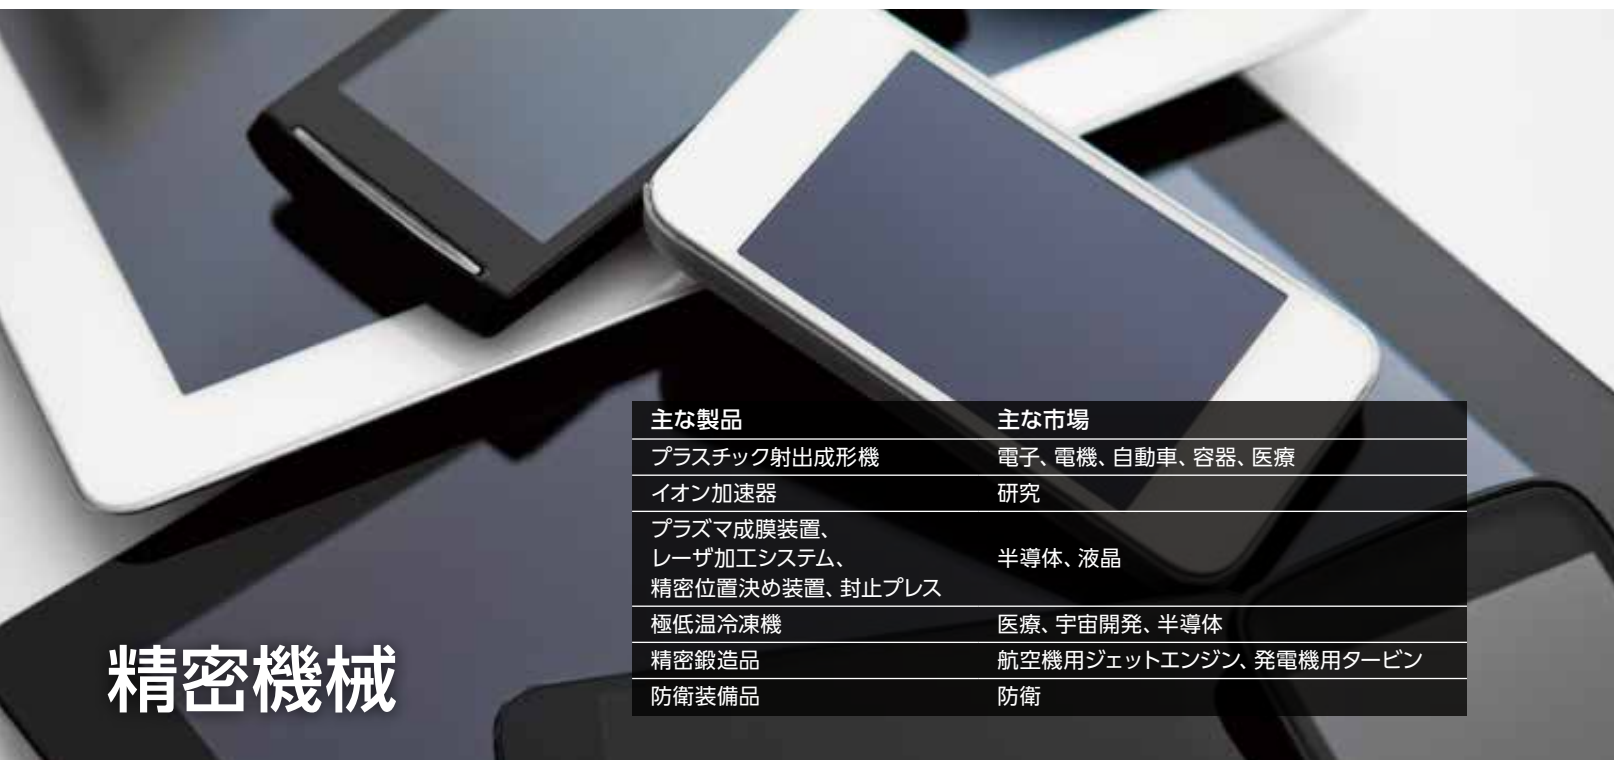 主な製品 主な市場
プラスチック射出成形機 電子、電機、自動車、容器、医療
イオン加速器 研究
プラズマ成膜装置、
レーザ加工システム、 半導体、液晶
精密位置決め装置、封止プレス
極低温冷凍機 医療、宇宙開発、半導体
精密鍛造品 航空機用ジェットエンジン、発電機用タービン
防衛装備品 防衛
精密機械